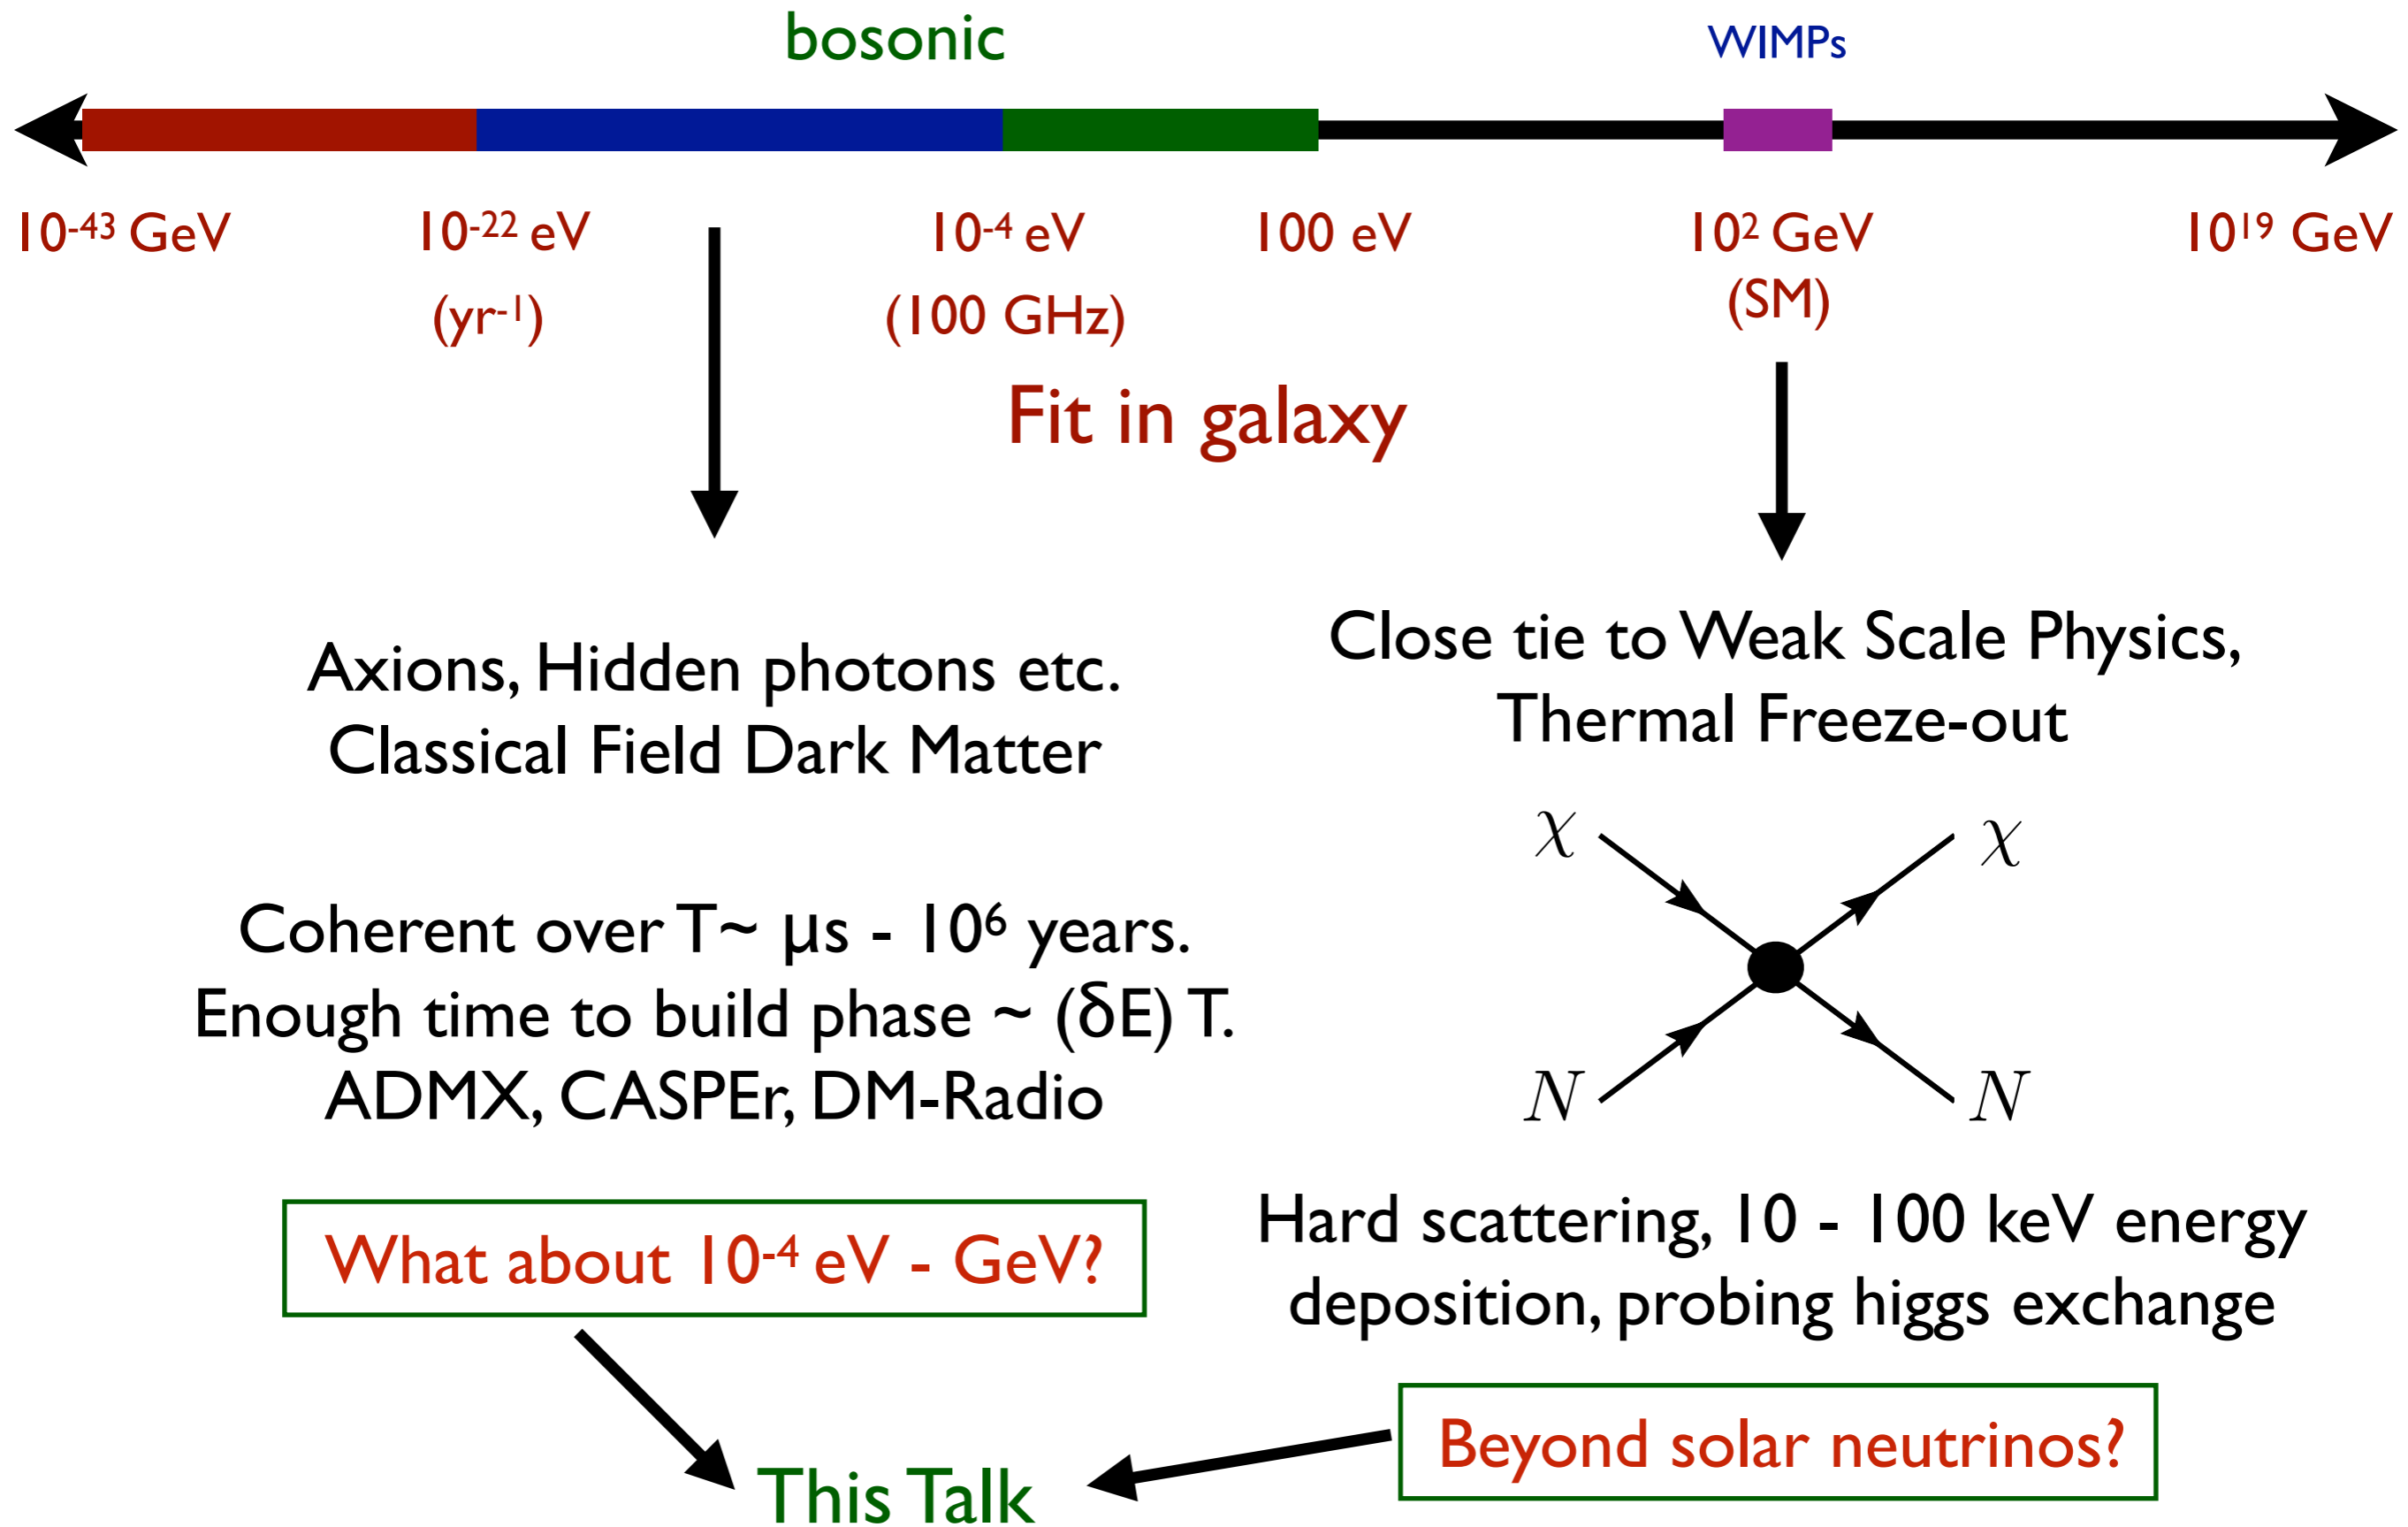 bosonic
WIMPs
10⁻⁴³ GeV
10⁻²² eV
10⁻⁴ eV
100 eV
10² GeV
10¹⁹ GeV
(yr⁻¹)
(100 GHz)
(SM)
Fit in galaxy
Axions, Hidden photons etc.
Classical Field Dark Matter
Coherent over T~ μs - 10⁶ years.
Enough time to build phase ~ (δE) T.
ADMX, CASPEr, DM-Radio
What about 10⁻⁴ eV - GeV?
Close tie to Weak Scale Physics,
Thermal Freeze-out
χ χ
N N
Hard scattering, 10 - 100 keV energy
deposition, probing higgs exchange
Beyond solar neutrinos?
This Talk